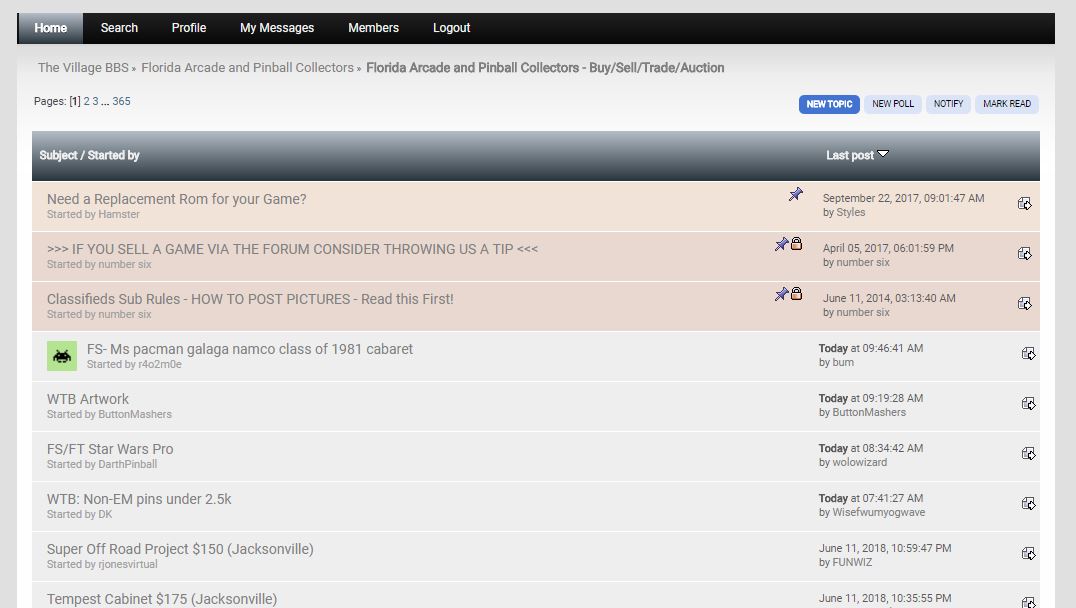 Home Search Profile My Messages Members Logout
The Village BBS » Florida Arcade and Pinball Collectors » Florida Arcade and Pinball Collectors - Buy/Sell/Trade/Auction
Pages: [1] 2 3 ... 365
NEW TOPIC NEW POLL NOTIFY MARK READ
Subject / Started by Last post
Need a Replacement Rom for your Game?
Started by Hamster
September 22, 2017, 09:01:47 AM
by Styles
>>> IF YOU SELL A GAME VIA THE FORUM CONSIDER THROWING US A TIP <<<
Started by number six
April 05, 2017, 06:01:59 PM
by number six
Classifieds Sub Rules - HOW TO POST PICTURES - Read this First!
Started by number six
June 11, 2014, 03:13:40 AM
by number six
FS- Ms pacman galaga namco class of 1981 cabaret
Started by r4o2m0e
Today at 09:46:41 AM
by bum
WTB Artwork
Started by ButtonMashers
Today at 09:19:28 AM
by ButtonMashers
FS/FT Star Wars Pro
Started by DarthPinball
Today at 08:34:42 AM
by wolowizard
WTB: Non-EM pins under 2.5k
Started by DK
Today at 07:41:27 AM
by Wisefwumyogwave
Super Off Road Project $150 (Jacksonville)
Started by rjonesvirtual
June 11, 2018, 10:59:47 PM
by FUNWIZ
Tempest Cabinet $175 (Jacksonville)
June 11, 2018, 10:35:55 PM